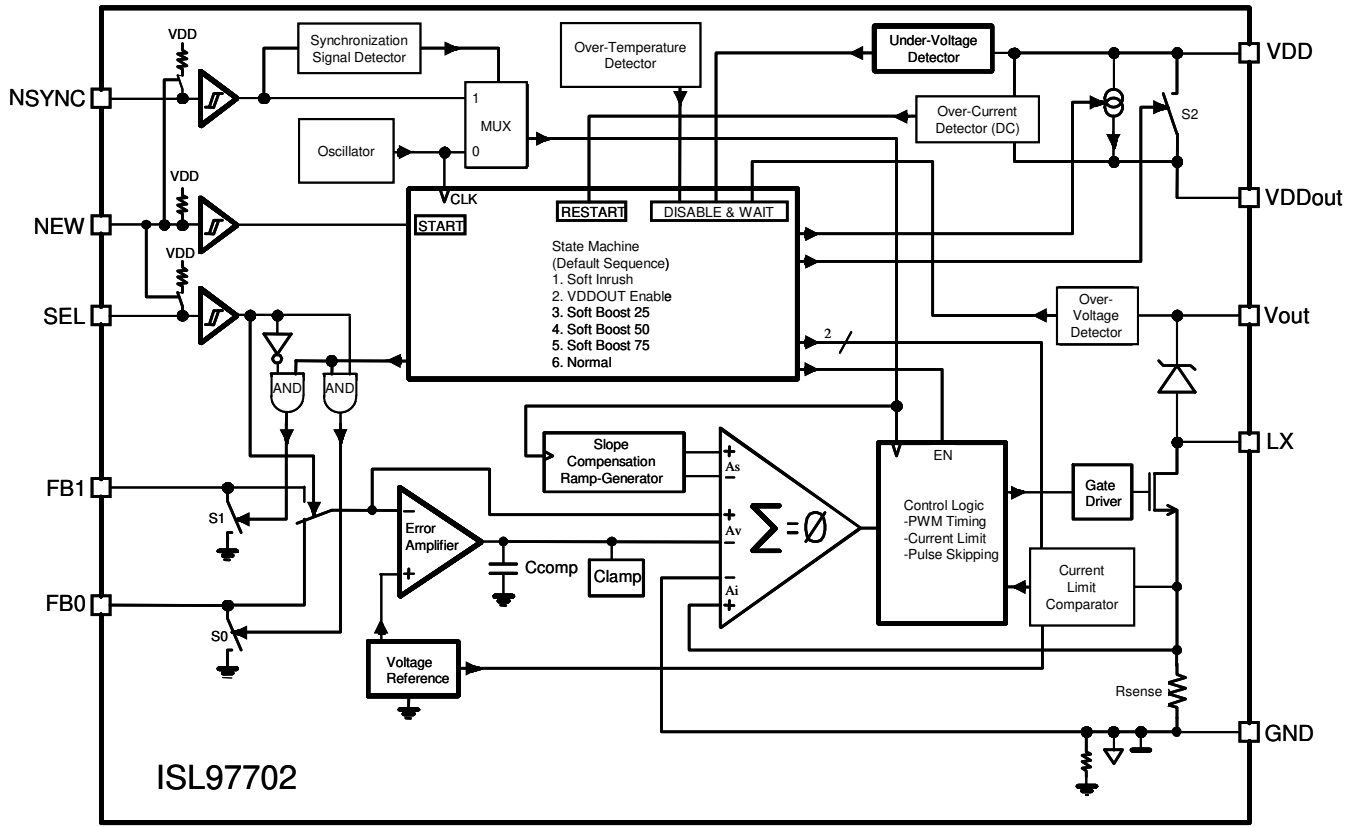 VDD
Synchronization
Signal Detector
Over-Temperature
Detector
Under-Voltage
Detector
VDD
NSYNC
1
MUX
0
Over-Current
Detector (DC)
S2
Oscillator
VDD
CLK
VDDout
NEW
START
RESTART
DISABLE & WAIT
VDD
State Machine
(Default Sequence)
1. Soft Inrush
2. VDDOUT Enable
3. Soft Boost 25
4. Soft Boost 50
5. Soft Boost 75
6. Normal
SEL
Over-
Voltage
Detector
Vout
2
AND
AND
Slope
Compensation
Ramp-Generator
+
As
−
EN
LX
FB1
S1
−
Error
Amplifier
+
+
Av
−
Σ=Ø
Control Logic
-PWM Timing
-Current Limit
-Pulse Skipping
Gate
Driver
Ccomp
Clamp
−
Ai
+
Current
Limit
Comparator
FB0
S0
Voltage
Reference
Rsense
GND
ISL97702